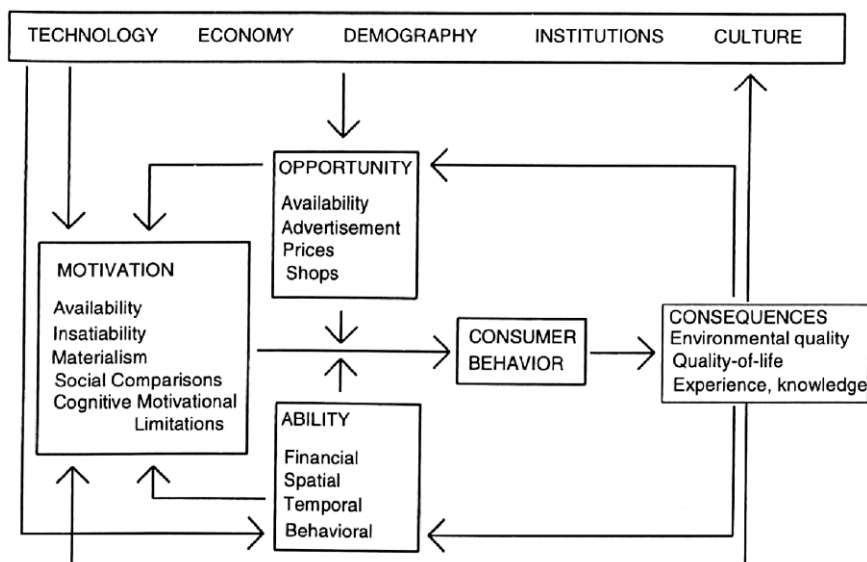 TECHNOLOGY ECONOMY DEMOGRAPHY INSTITUTIONS CULTURE
OPPORTUNITY
Availability
Advertisement
Prices
Shops
MOTIVATION
Availability
Insatiability
Materialism
Social Comparisons
Cognitive Motivational
Limitations
CONSUMER
BEHAVIOR
CONSEQUENCES
Environmental quality
Quality-of-life
Experience, knowledge
ABILITY
Financial
Spatial
Temporal
Behavioral